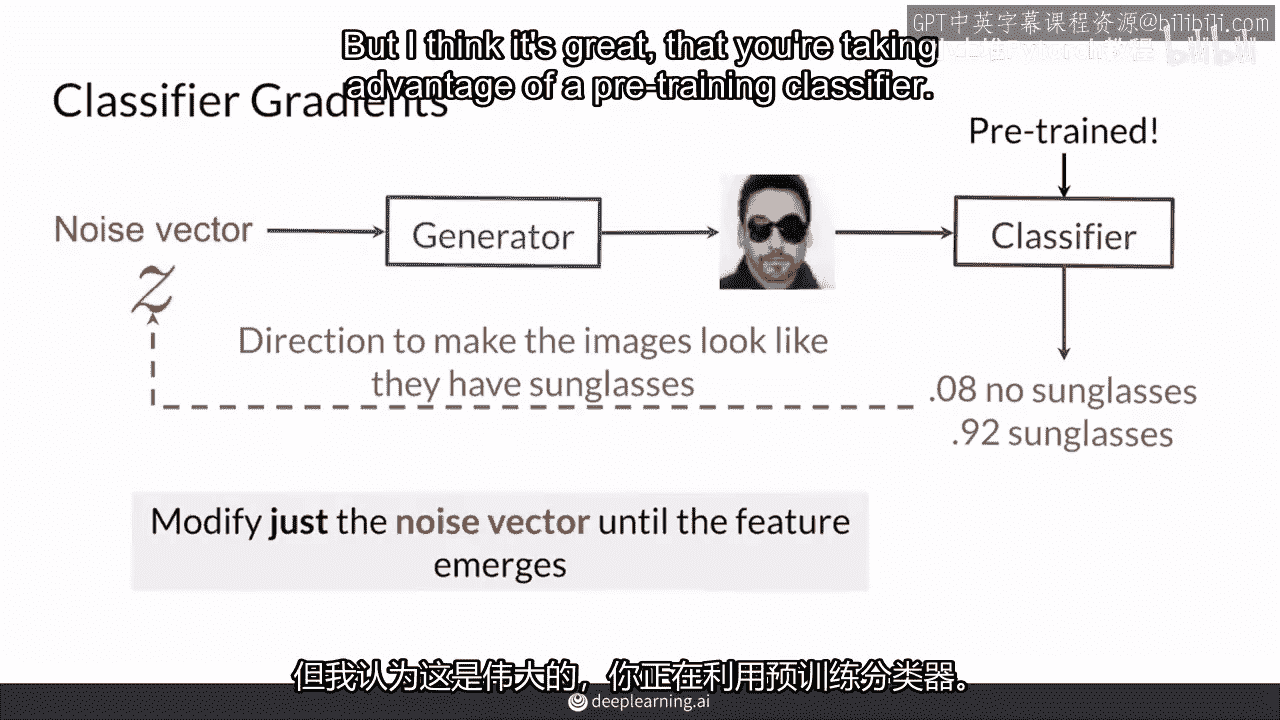 GPT中英字幕课程资源@bilibili.com
But I think it's great, that you're taking
advantage of a pre-training classifier.
Classifier Gradients
Pre-trained!
Noise vector
Generator
Classifier
z
Direction to make the images look like
they have sunglasses
.08 no sunglasses
.92 sunglasses
Modify just the noise vector until the feature
emerges
但我认为这是伟大的，你正在利用预训练分类器。
deeplearning.ai